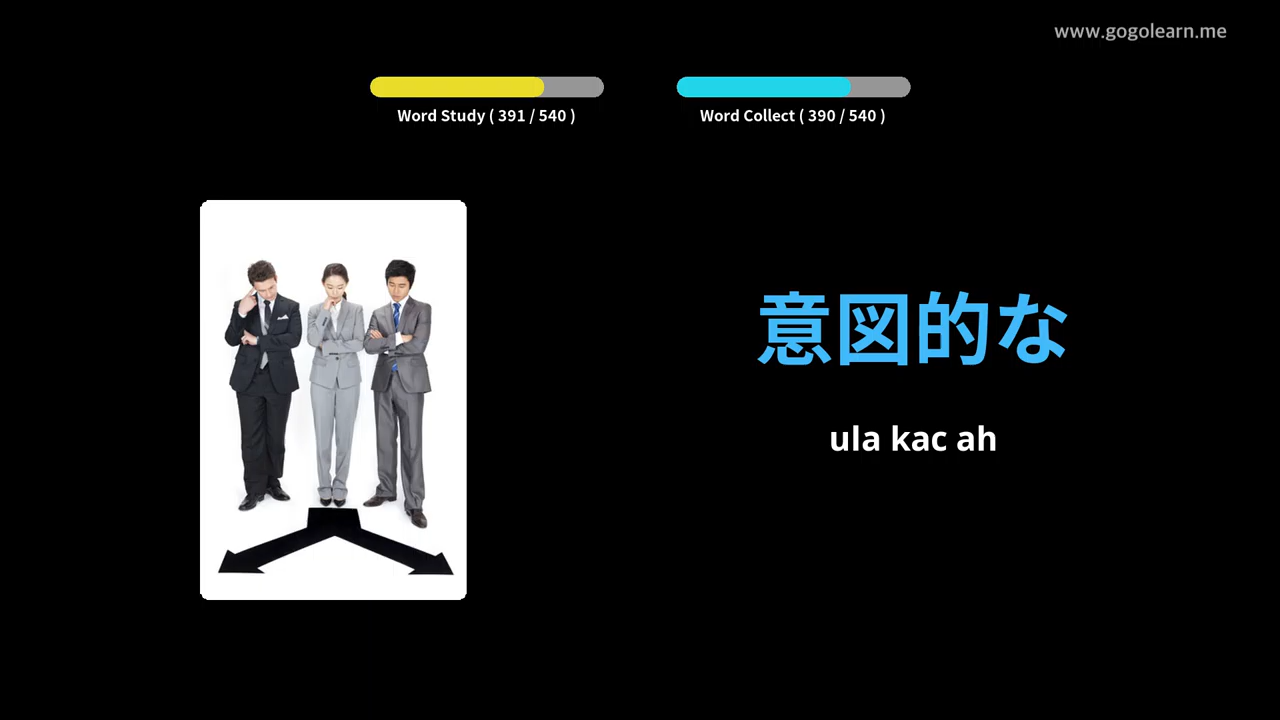 www.gogolearn.me
Word Study ( 391 / 540 )
Word Collect ( 390 / 540 )
意図的な
ula kac ah